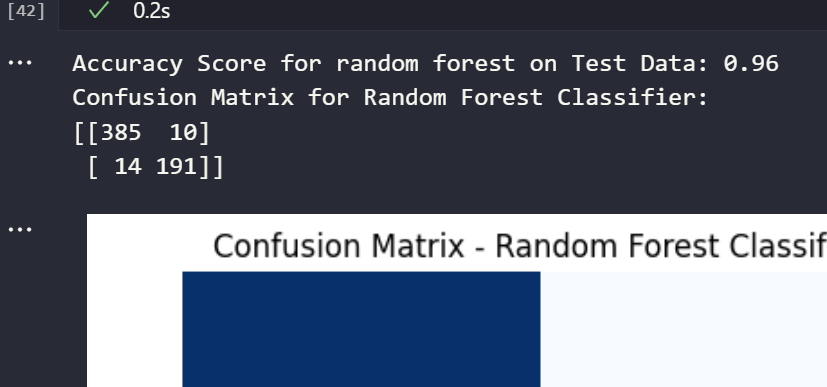 [42] 0.2s
Accuracy Score for random forest on Test Data: 0.96
Confusion Matrix for Random Forest Classifier:
[[385  10]
 [ 14 191]]
Confusion Matrix - Random Forest Classif